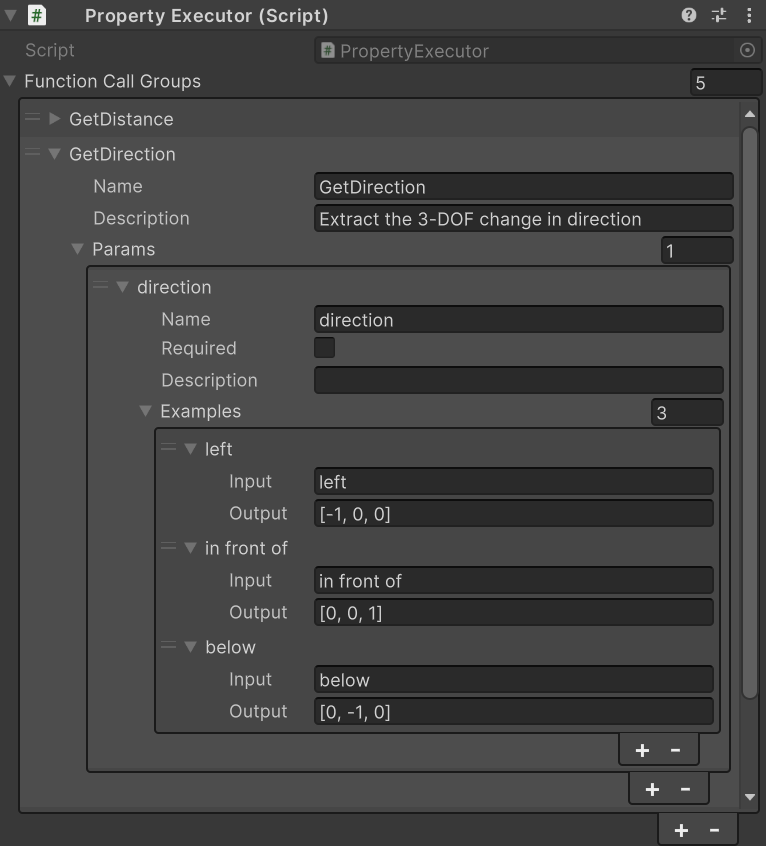 # Property Executor (Script)
Script # PropertyExecutor
Function Call Groups 5
GetDistance
GetDirection
Name GetDirection
Description Extract the 3-DOF change in direction
Params 1
direction
Name direction
Required
Description
Examples 3
left
Input left
Output [-1, 0, 0]
in front of
Input in front of
Output [0, 0, 1]
below
Input below
Output [0, -1, 0]
+ -
+ -
+ -